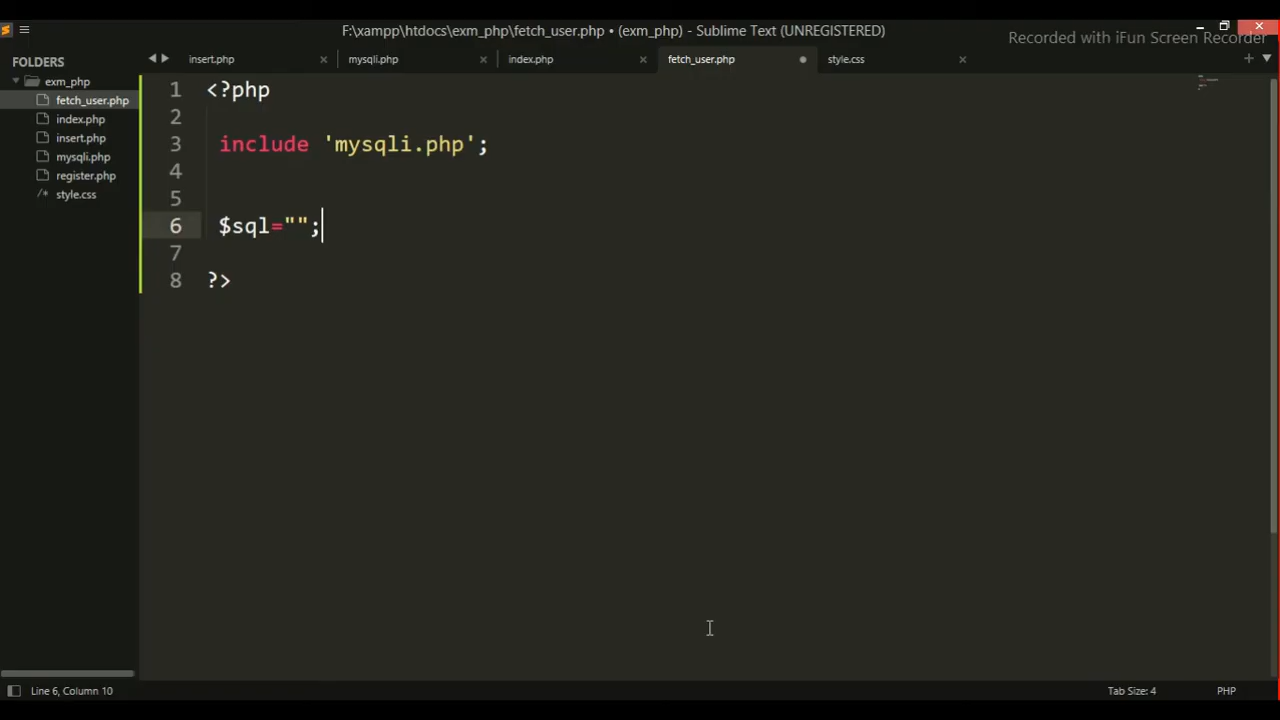 F:\xampp\htdocs\exm_php\fetch_user.php • (exm_php) - Sublime Text (UNREGISTERED)
Recorded with iFun Screen Recorder
FOLDERS
exm_php
fetch_user.php
index.php
insert.php
mysqli.php
register.php
/* style.css
insert.php × mysqli.php × index.php × fetch_user.php • style.css ×
1 <?php
2
3 include 'mysqli.php';
4
5
6 $sql="";
7
8 ?>
Line 6, Column 10
Tab Size: 4
PHP